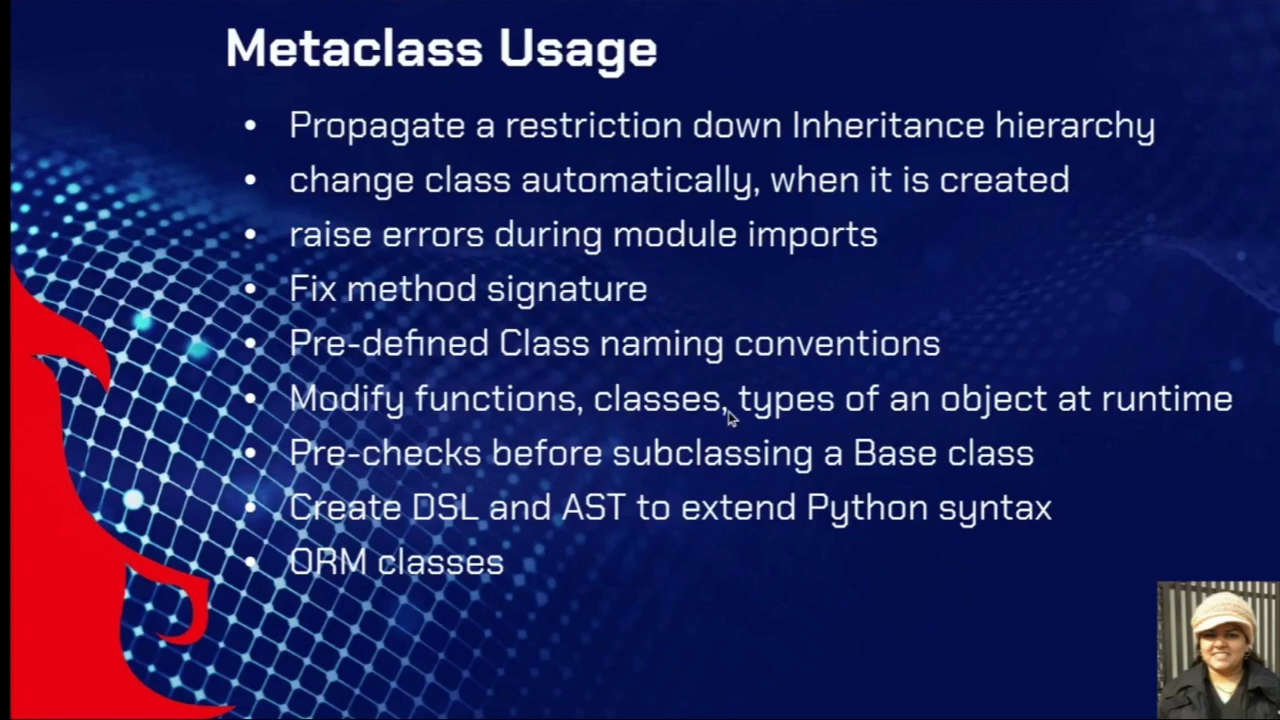 Metaclass Usage
• Propagate a restriction down Inheritance hierarchy
• change class automatically, when it is created
• raise errors during module imports
• Fix method signature
• Pre-defined Class naming conventions
• Modify functions, classes, types of an object at runtime
• Pre-checks before subclassing a Base class
• Create DSL and AST to extend Python syntax
• ORM classes